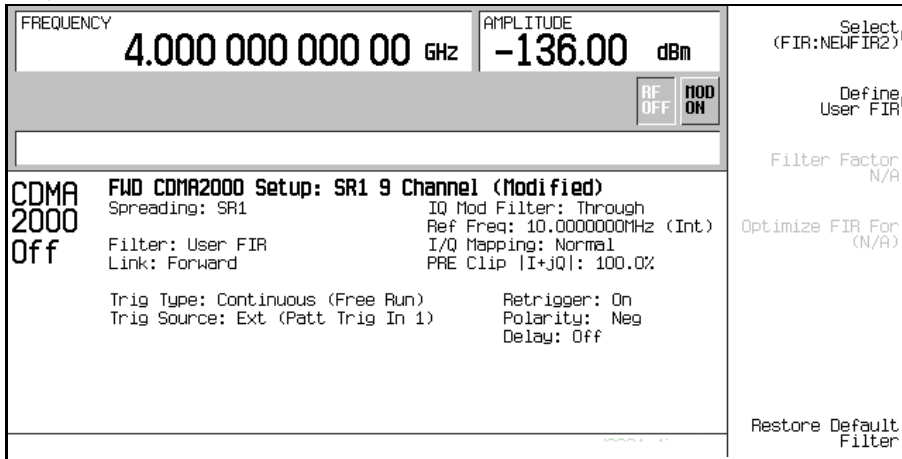 FREQUENCY
4.000 000 000 00 GHz
AMPLITUDE
-136.00 dBm
RF OFF
MOD ON
CDMA
2000
Off
FWD CDMA2000 Setup: SR1 9 Channel (Modified)
Spreading: SR1
IQ Mod Filter: Through
Ref Freq: 10.0000000MHz (Int)
Filter: User FIR
I/Q Mapping: Normal
Link: Forward
PRE Clip |I+jQ|: 100.0%
Trig Type: Continuous (Free Run)
Retrigger: On
Trig Source: Ext (Patt Trig In 1)
Polarity: Neg
Delay: Off
Select
(FIR:NEWFIR2)
Define
User FIR
Filter Factor
N/A
Optimize FIR For
(N/A)
Restore Default
Filter